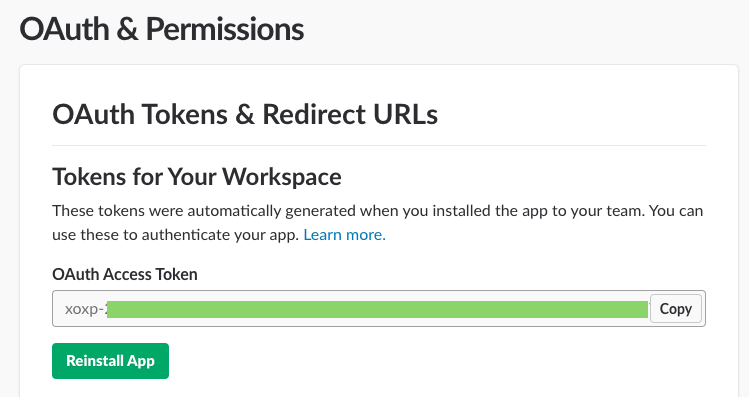 OAuth & Permissions
OAuth Tokens & Redirect URLs
Tokens for Your Workspace
These tokens were automatically generated when you installed the app to your team. You can
use these to authenticate your app. Learn more.
OAuth Access Token
xoxp-
Copy
Reinstall App